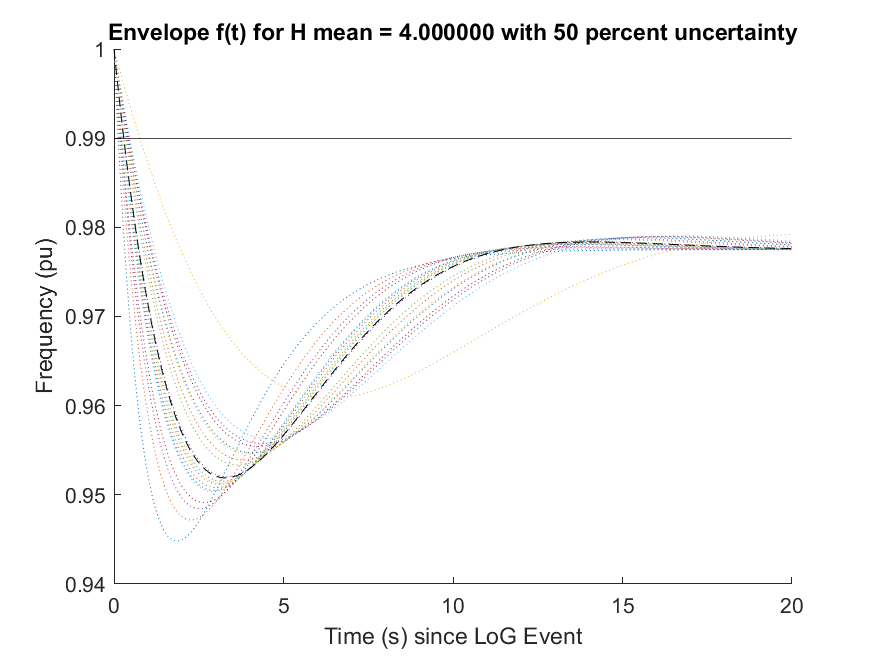 Envelope f(t) for H mean = 4.000000 with 50 percent uncertainty
1
0.99
0.98
0.97
0.96
0.95
0.94
Frequency (pu)
0 5 10 15 20
Time (s) since LoG Event